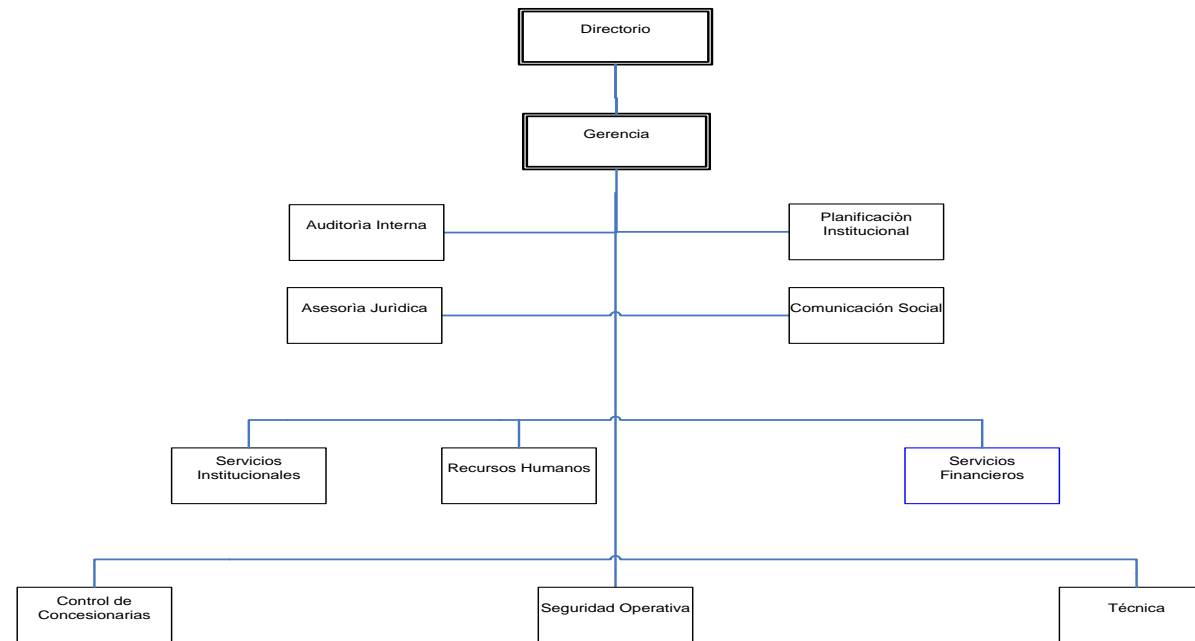 Directorio
Gerencia
Auditorìa Interna
Planificaciòn
Institucional
Asesorìa Jurìdica
Comunicación Social
Servicios
Institucionales
Recursos Humanos
Servicios
Financieros
Control de
Concesionarias
Seguridad Operativa
Técnica